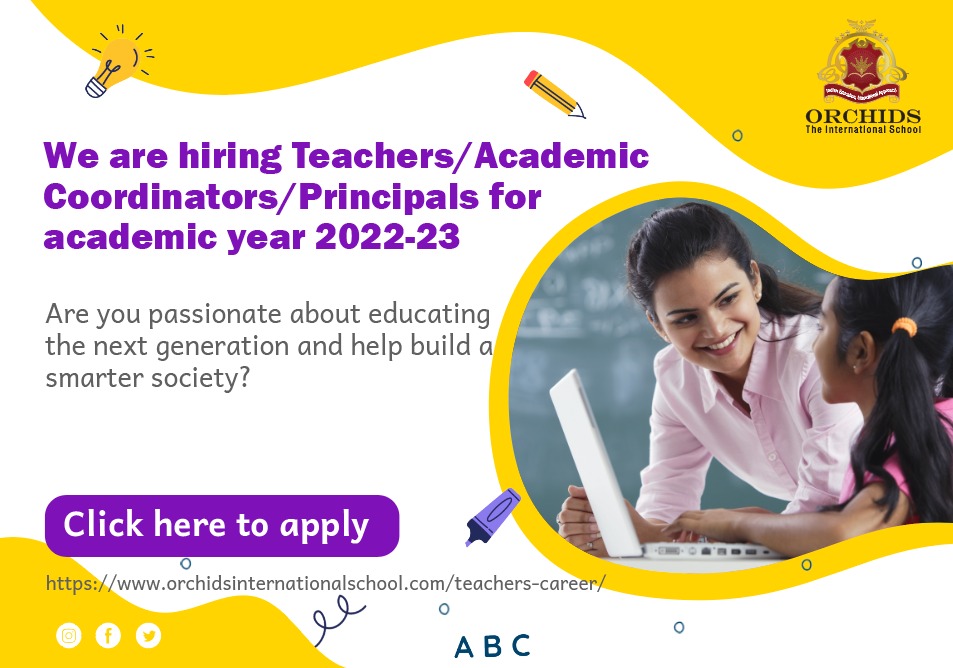 ORCHIDS
The International School
We are hiring Teachers/Academic
Coordinators/Principals for
academic year 2022-23
Are you passionate about educating
the next generation and help build a
smarter society?
Click here to apply
https://www.orchidsinternationalschool.com/teachers-career/
A B C